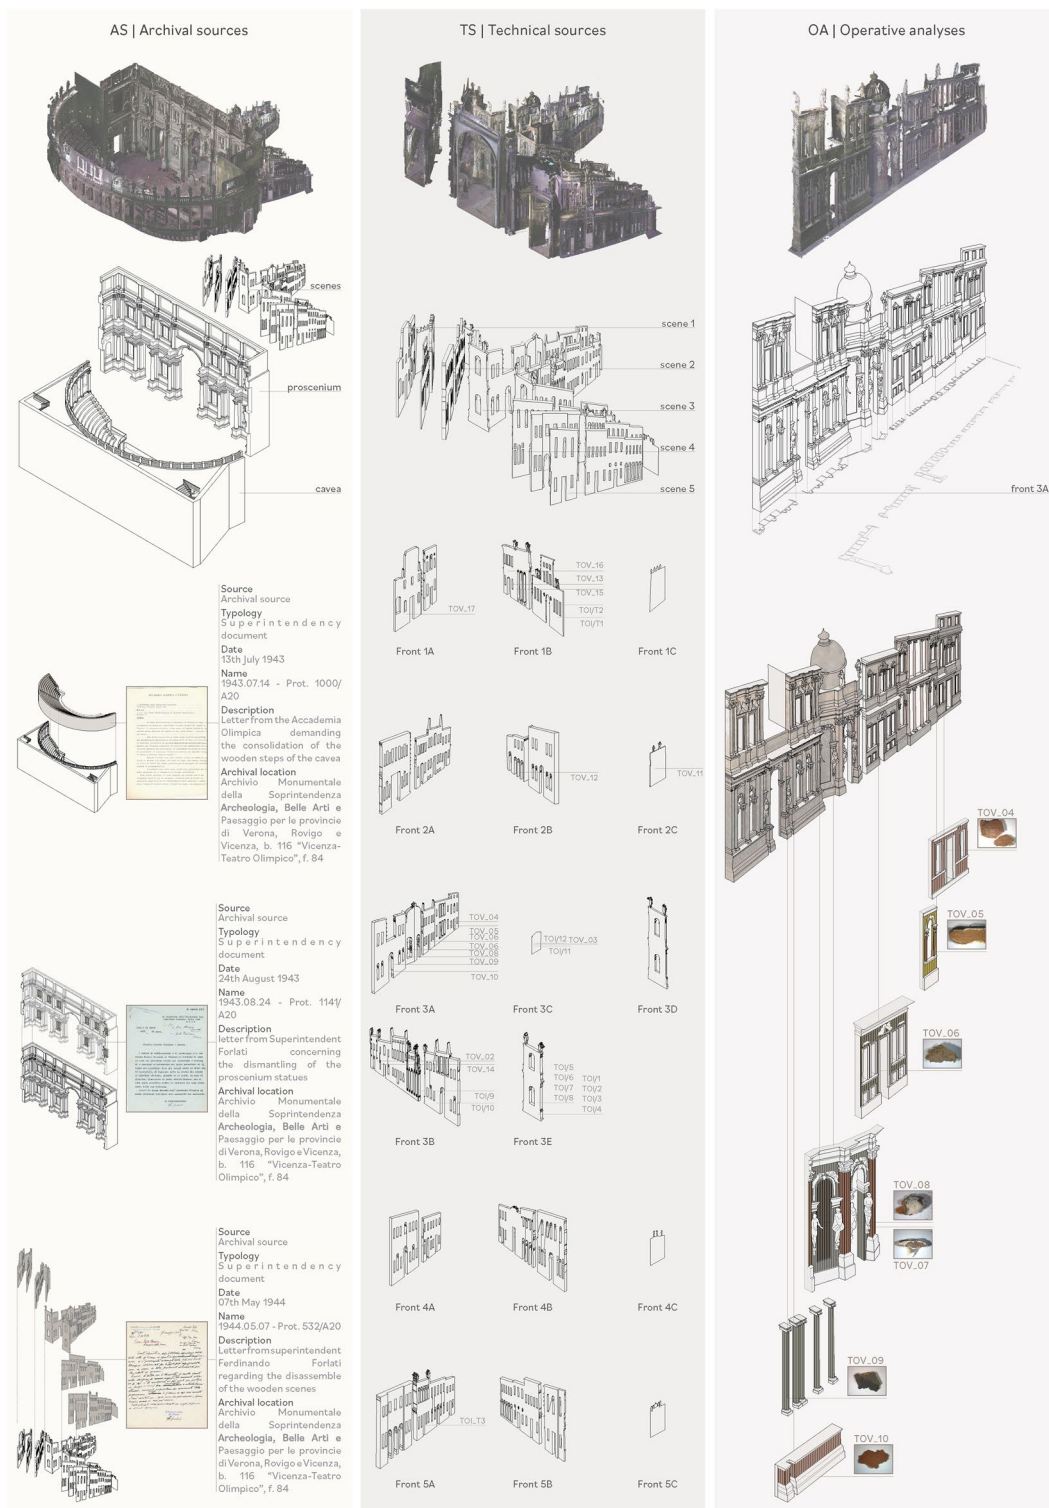 AS | Archival sources
scenes
proscenium
cavea
Source
Archival source
Typology
Superintendency
document
Date
13th July 1943
Name
1943.07.14 - Prot. 1000/
A20
Description
Letter from the Accademia
Olimpica demanding
the consolidation of the
wooden steps of the cavea
Archival location
Archivio Monumentale
della Soprintendenza
Archeologia, Belle Arti e
Paesaggio per le provincie
di Verona, Rovigo e
Vicenza, b. 116 “Vicenza-
Teatro Olimpico”, f. 84
Source
Archival source
Typology
Superintendency
document
Date
24th August 1943
Name
1943.08.24 - Prot. 1141/
A20
Description
letter from Superintendent
Forlati concerning
the dismantling of the
proscenium statues
Archival location
Archivio Monumentale
della Soprintendenza
Archeologia, Belle Arti e
Paesaggio per le provincie
di Verona, Rovigo e Vicenza,
b. 116 “Vicenza-Teatro
Olimpico”, f. 84
Source
Archival source
Typology
Superintendency
document
Date
07th May 1944
Name
1944.05.07 - Prot. 532/A20
Description
Letter from superintendent
Ferdinando Forlati
regarding the disassemble
of the wooden scenes
Archival location
Archivio Monumentale
della Soprintendenza
Archeologia, Belle Arti e
Paesaggio per le provincie
di Verona, Rovigo e Vicenza,
b. 116 “Vicenza-Teatro
Olimpico”, f. 84
TS | Technical sources
scene 1
scene 2
scene 3
scene 4
scene 5
TOV_17
TOV_16
TOV_13
TOV_15
TOI/T2
TOI/T1
Front 1A
Front 1B
Front 1C
TOV_12
TOV_11
Front 2A
Front 2B
Front 2C
TOV_04
TOV_05
TOV_06
TOV_06
TOV_08
TOV_09
TOV_10
TOI/12 TOV_03
TOI/11
Front 3A
Front 3C
Front 3D
TOV_02
TOV_14
TOI/9
TOI/10
TOI/5
TOI/6 TOI/1
TOI/7 TOI/2
TOI/8 TOI/3
TOI/4
Front 3B
Front 3E
Front 4A
Front 4B
Front 4C
TOI_T3
Front 5A
Front 5B
Front 5C
OA | Operative analyses
front 3A
TOV_04
TOV_05
TOV_06
TOV_08
TOV_07
TOV_09
TOV_10